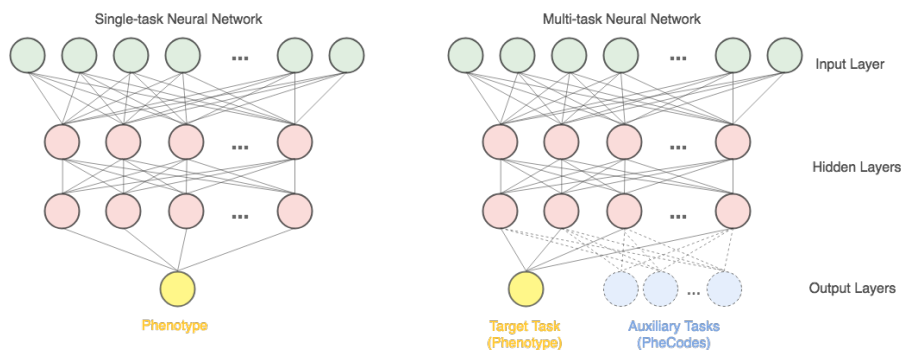 Single-task Neural Network
Multi-task Neural Network
...
...
Input Layer
...
...
Hidden Layers
...
...
...
Output Layers
Phenotype
Target Task
(Phenotype)
Auxiliary Tasks
(PheCodes)